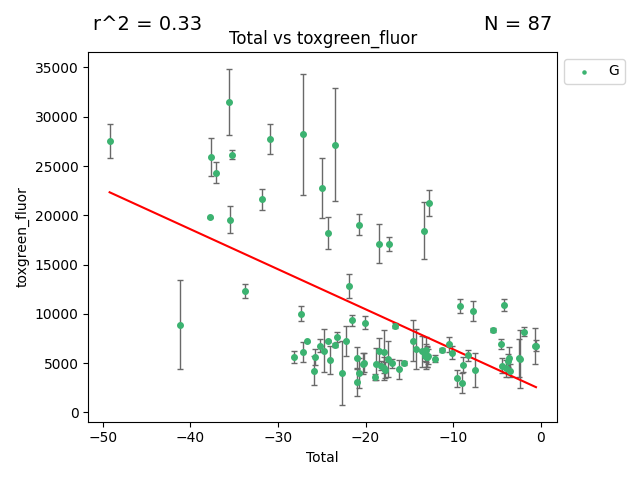 r^2 = 0.33
N = 87
Total vs toxgreen_fluor
G
35000
30000
25000
20000
15000
10000
5000
0
toxgreen_fluor
−50
−40
−30
−20
−10
0
Total